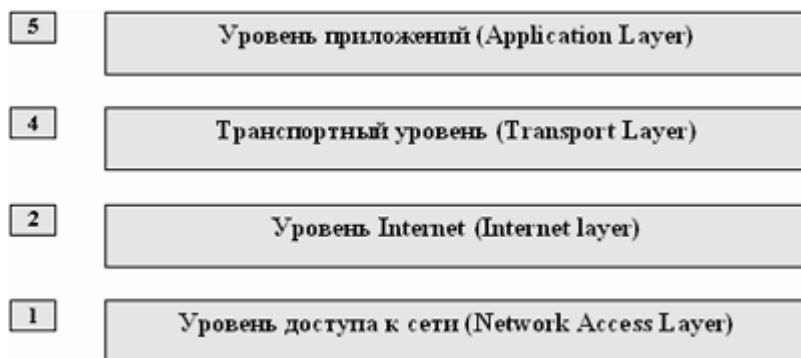 5 Уровень приложений (Application Layer)
4 Транспортный уровень (Transport Layer)
2 Уровень Internet (Internet layer)
1 Уровень доступа к сети (Network Access Layer)